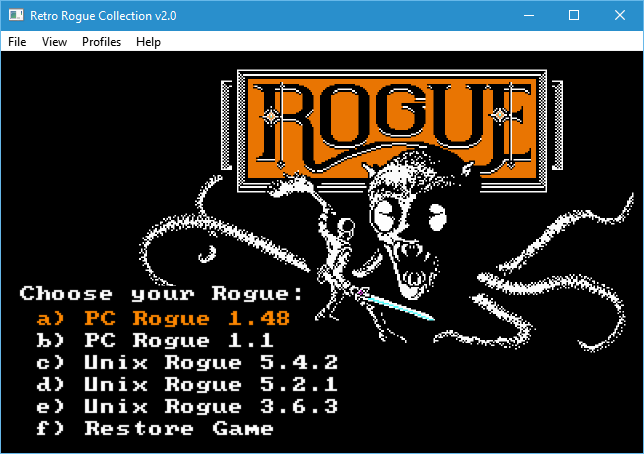 Retro Rogue Collection v2.0
File View Profiles Help
ROGUE
Choose your Rogue:
a) PC Rogue 1.48
b) PC Rogue 1.1
c) Unix Rogue 5.4.2
d) Unix Rogue 5.2.1
e) Unix Rogue 3.6.3
f) Restore Game